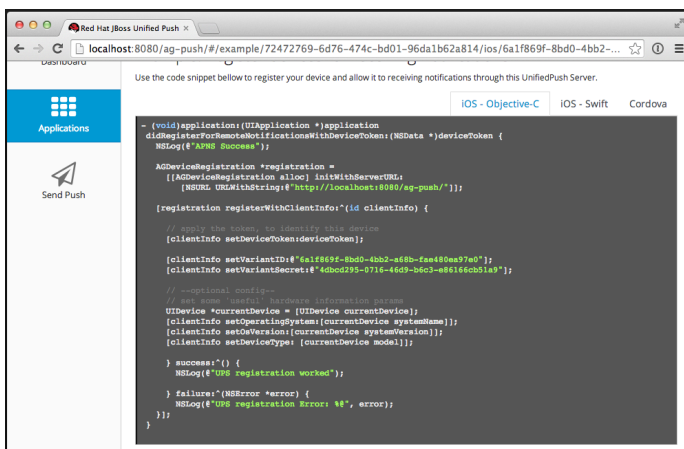 Red Hat JBoss Unified Push
localhost:8080/ag-push/#/example/72472769-6d76-474c-bd01-96da1b62a814/ios/6a1f869f-8bd0-4bb2-...
Dashboard
Use the code snippet bellow to register your device and allow it to receiving notifications through this UnifiedPush Server.
iOS - Objective-C iOS - Swift Cordova
Applications
Send Push
- (void)application:(UIApplication *)application
didRegisterForRemoteNotificationsWithDeviceToken:(NSData *)deviceToken {
NSLog(@"APNS Success");
AGDeviceRegistration *registration =
[[AGDeviceRegistration alloc] initWithServerURL:
[NSURL URLWithString:@"http://localhost:8080/ag-push/"]];
[registration registerWithClientInfo:^(id clientInfo) {
// apply the token, to identify this device
[clientInfo setDeviceToken:deviceToken];
[clientInfo setVariantID:@"6a1f869f-8bd0-4bb2-a68b-fae480ea97e0"];
[clientInfo setVariantSecret:@"4dbcd295-0716-46d9-b6c3-e86166cb51a9"];
// --optional config--
// set some 'useful' hardware information params
UIDevice *currentDevice = [UIDevice currentDevice];
[clientInfo setOperatingSystem:[currentDevice systemName]];
[clientInfo setOsVersion:[currentDevice systemVersion]];
[clientInfo setDeviceType: [currentDevice model]];
} success:^() {
NSLog(@"UPS registration worked");
} failure:^(NSError *error) {
NSLog(@"UPS registration Error: %@", error);
}];
}